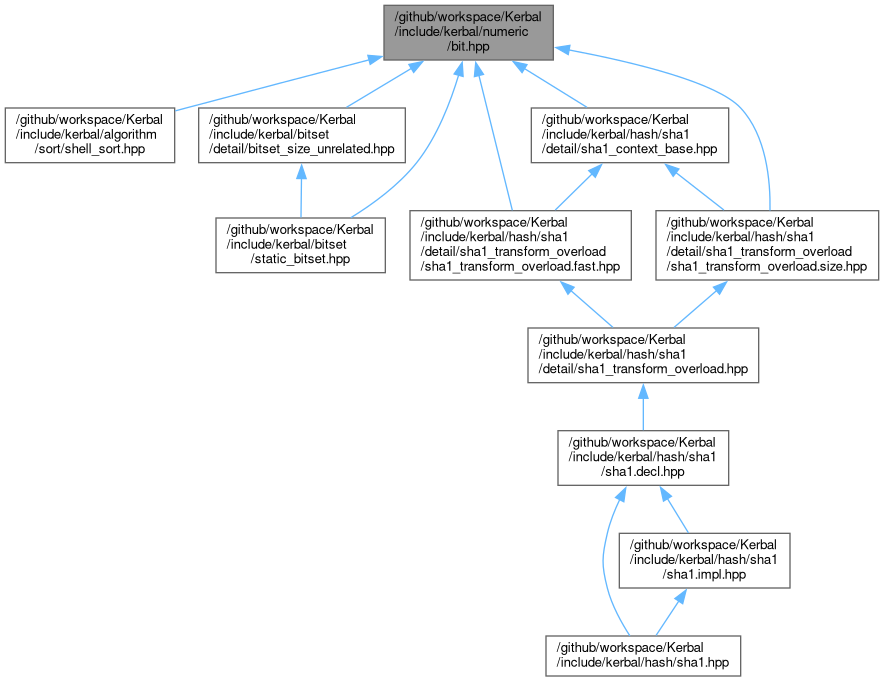 /github/workspace/Kerbal
/include/kerbal/numeric
/bit.hpp
/github/workspace/Kerbal
/include/kerbal/algorithm
/sort/shell_sort.hpp
/github/workspace/Kerbal
/include/kerbal/bitset
/detail/bitset_size_unrelated.hpp
/github/workspace/Kerbal
/include/kerbal/hash/sha1
/detail/sha1_context_base.hpp
/github/workspace/Kerbal
/include/kerbal/bitset
/static_bitset.hpp
/github/workspace/Kerbal
/include/kerbal/hash/sha1
/detail/sha1_transform_overload
/sha1_transform_overload.fast.hpp
/github/workspace/Kerbal
/include/kerbal/hash/sha1
/detail/sha1_transform_overload
/sha1_transform_overload.size.hpp
/github/workspace/Kerbal
/include/kerbal/hash/sha1
/detail/sha1_transform_overload.hpp
/github/workspace/Kerbal
/include/kerbal/hash/sha1
/sha1.decl.hpp
/github/workspace/Kerbal
/include/kerbal/hash/sha1
/sha1.impl.hpp
/github/workspace/Kerbal
/include/kerbal/hash/sha1.hpp